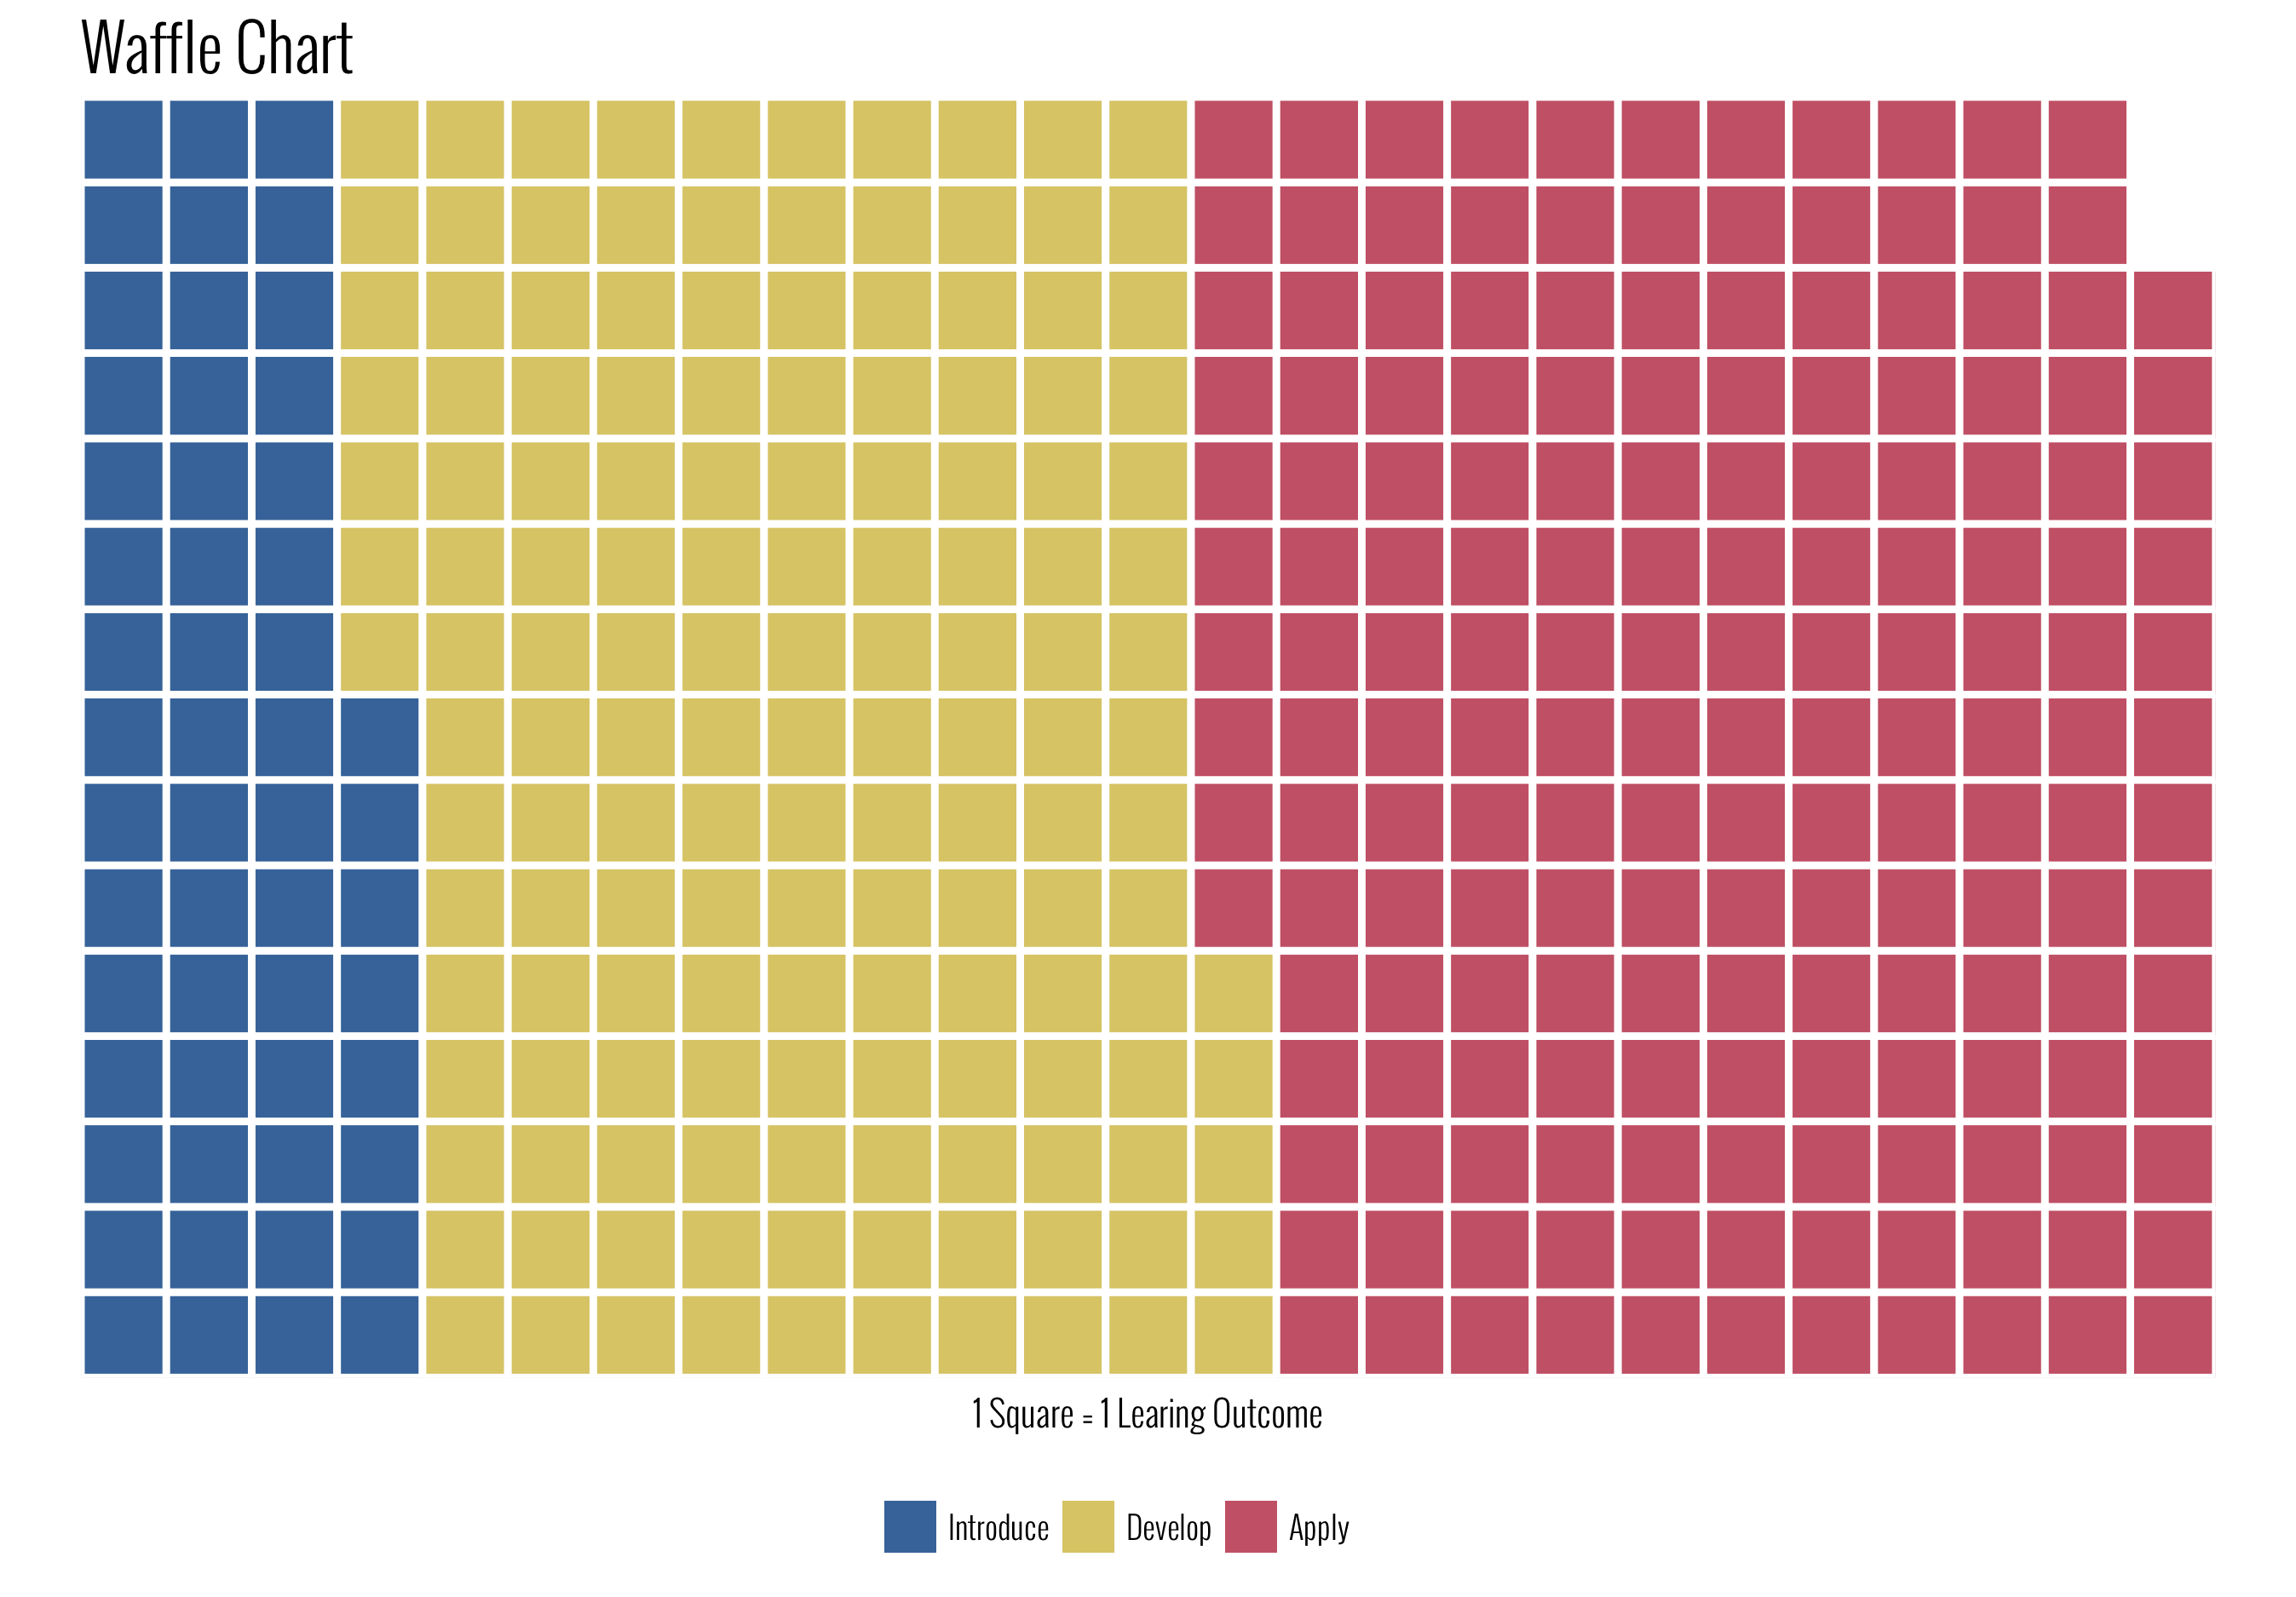 Waffle Chart
1 Square = 1 Learing Outcome
Introduce Develop Apply